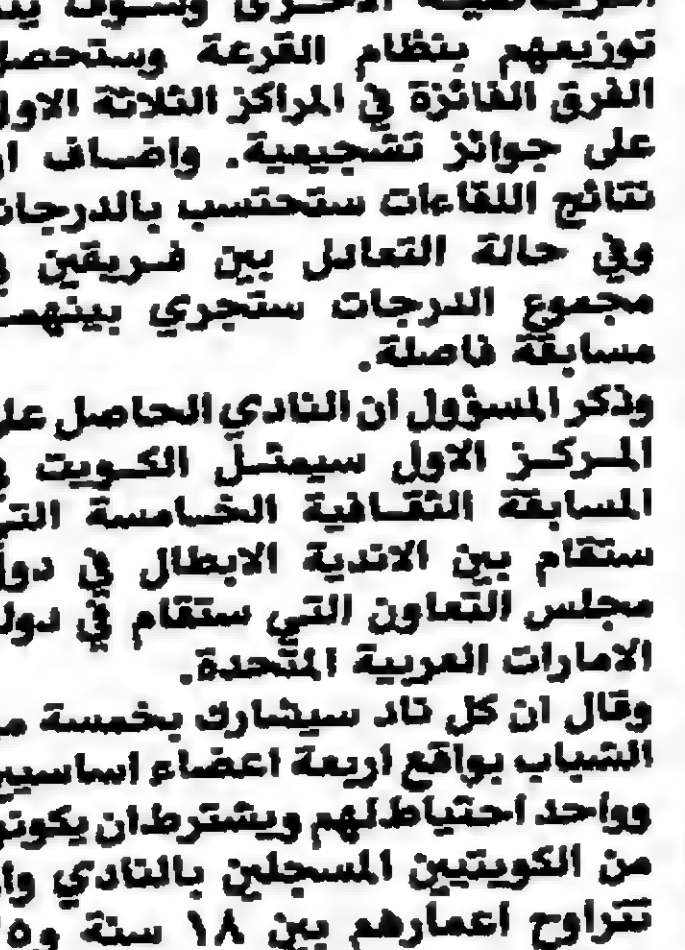 توزيعهم بنظام القرعة وستحصل
الفرق الفائزة في المراكز الثلاثة الاولى
على جوائز تشجيعية. واضاف ان
نتائج اللقاءات ستحتسب بالدرجات
وفي حالة التعادل بين فريقين في
مجموع الدرجات ستجري بينهما
مسابقة فاصلة.
وذكر المسؤول ان النادي الحاصل على
المركز الاول سيمثل الكويت في
المسابقة الثقافية الخامسة التي
ستقام بين الاندية الابطال في دول
مجلس التعاون التي ستقام في دولة
الامارات العربية المتحدة.
وقال ان كل ناد سيشارك بخمسة من
الشباب بواقع اربعة اعضاء اساسيين
وواحد احتياط لهم ويشترط ان يكونوا
من الكويتيين المسجلين بالنادي وان
تتراوح اعمارهم بين ١٨ سنة